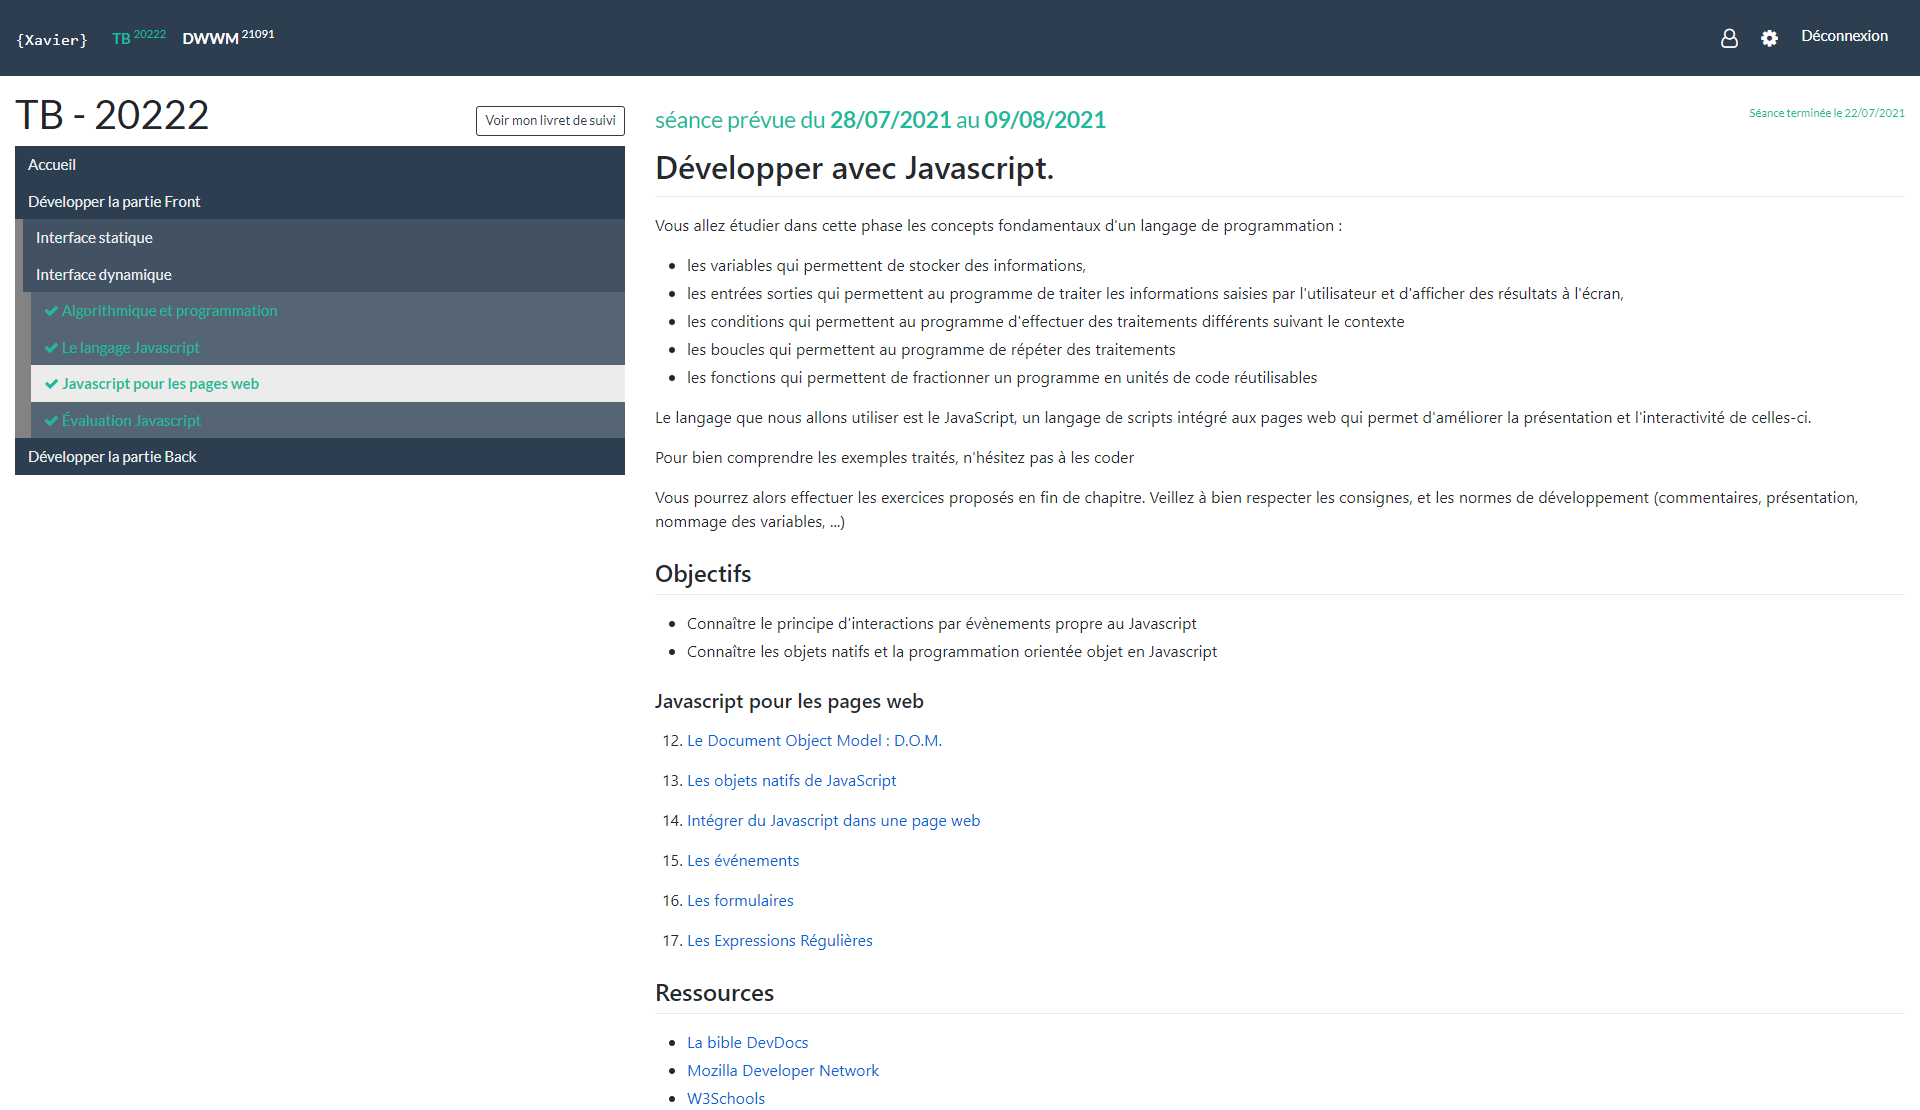 {Xavier} TB 20222 DWWM 21091 Déconnexion
TB - 20222
Voir mon livret de suivi
Accueil
Développer la partie Front
Interface statique
Interface dynamique
Algorithmique et programmation
Le langage Javascript
Javascript pour les pages web
Évaluation Javascript
Développer la partie Back
séance prévue du 28/07/2021 au 09/08/2021
Séance terminée le 22/07/2021
Développer avec Javascript.
Vous allez étudier dans cette phase les concepts fondamentaux d'un langage de programmation :
les variables qui permettent de stocker des informations,
les entrées sorties qui permettent au programme de traiter les informations saisies par l'utilisateur et d'afficher des résultats à l'écran,
les conditions qui permettent au programme d'effectuer des traitements différents suivant le contexte
les boucles qui permettent au programme de répéter des traitements
les fonctions qui permettent de fractionner un programme en unités de code réutilisables
Le langage que nous allons utiliser est le JavaScript, un langage de scripts intégré aux pages web qui permet d'améliorer la présentation et l'interactivité de celles-ci.
Pour bien comprendre les exemples traités, n'hésitez pas à les coder
Vous pourrez alors effectuer les exercices proposés en fin de chapitre. Veillez à bien respecter les consignes, et les normes de développement (commentaires, présentation,
nommage des variables, ...)
Objectifs
Connaître le principe d'interactions par évènements propre au Javascript
Connaître les objets natifs et la programmation orientée objet en Javascript
Javascript pour les pages web
12. Le Document Object Model : D.O.M.
13. Les objets natifs de JavaScript
14. Intégrer du Javascript dans une page web
15. Les événements
16. Les formulaires
17. Les Expressions Régulières
Ressources
La bible DevDocs
Mozilla Developer Network
W3Schools